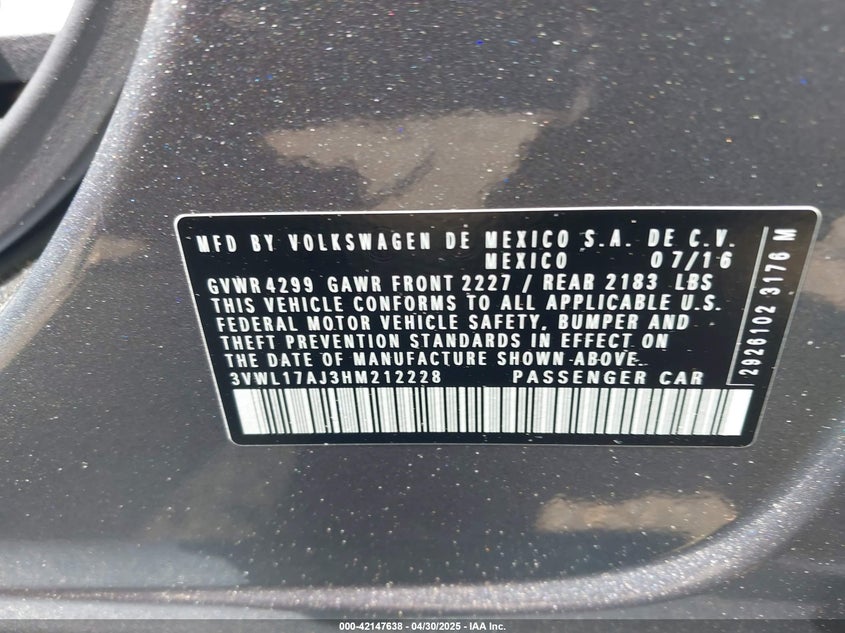 MFD BY VOLKSWAGEN DE MEXICO S.A. DE C.V.
MEXICO 07/16
GVWR 4299 GAWR FRONT 2227 / REAR 2183 LBS
THIS VEHICLE CONFORMS TO ALL APPLICABLE U.S.
FEDERAL MOTOR VEHICLE SAFETY, BUMPER AND
THEFT PREVENTION STANDARDS IN EFFECT ON
THE DATE OF MANUFACTURE SHOWN ABOVE.
3VWL17AJ3HM212228 PASSENGER CAR
2926102 3176 M
000-42147638 - 04/30/2025 - IAA Inc.